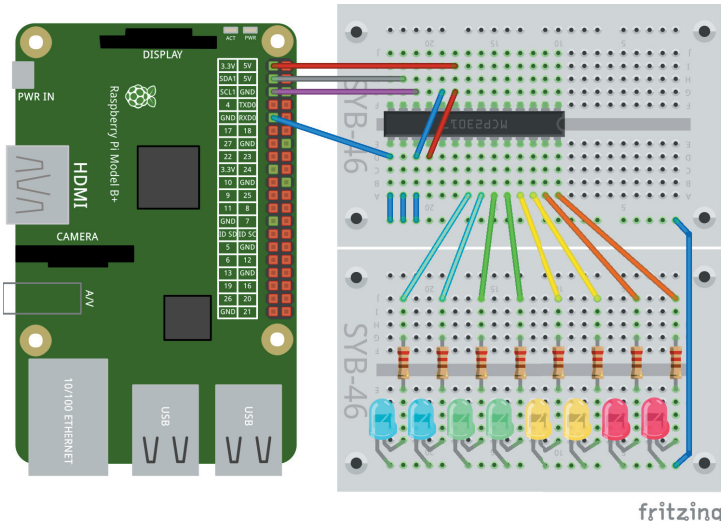 DISPLAY
ACT PWR
PWR IN
Raspberry Pi Model B+
HDMI
CAMERA
A/V
10/100 ETHERNET
USB
USB
3.3V 5V
SDA1 5V
SCL1 GND
4 TXD0
GND RXD0
17 18
27 GND
22 23
3.3V 24
10 GND
9 25
11 8
GND 7
ID SD ID SC
5 GND
6 12
13 GND
19 16
26 20
GND 21
SYB-46
MCP23017
SYB-46
fritzing